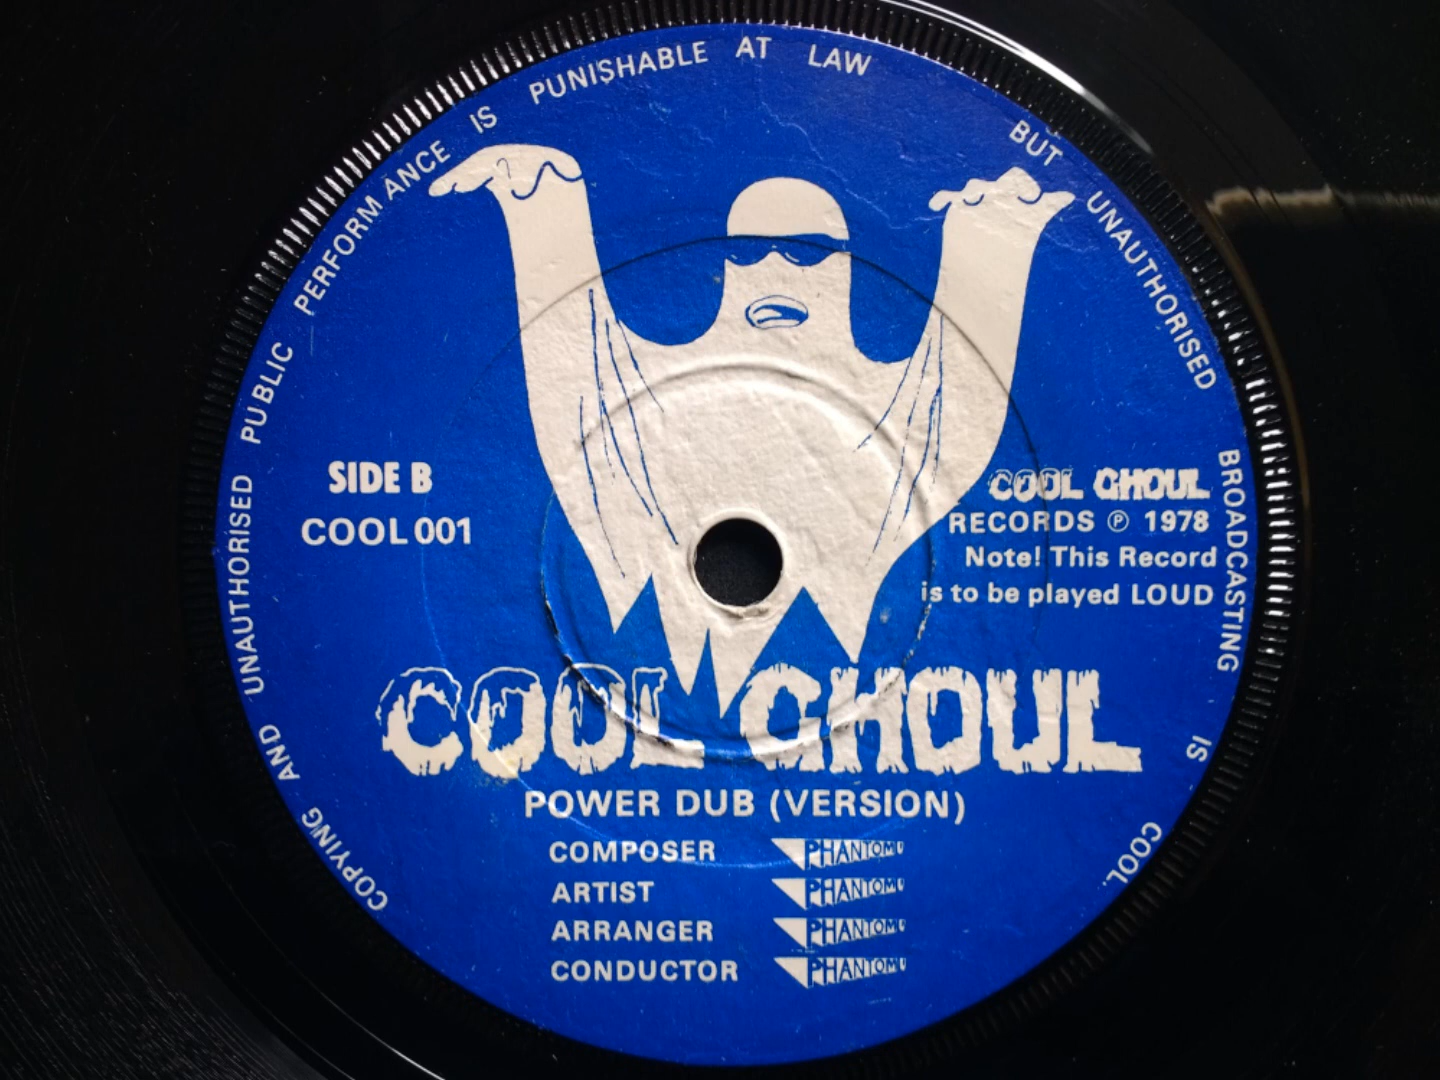 COPYING AND UNAUTHORISED PUBLIC PERFORMANCE IS PUNISHABLE AT LAW BUT UNAUTHORISED BROADCASTING IS COOL.
SIDE B
COOL 001
COOL GHOUL
RECORDS ℗ 1978
Note! This Record
is to be played LOUD
COOL GHOUL
POWER DUB (VERSION)
COMPOSER PHANTOM
ARTIST PHANTOM
ARRANGER PHANTOM
CONDUCTOR PHANTOM